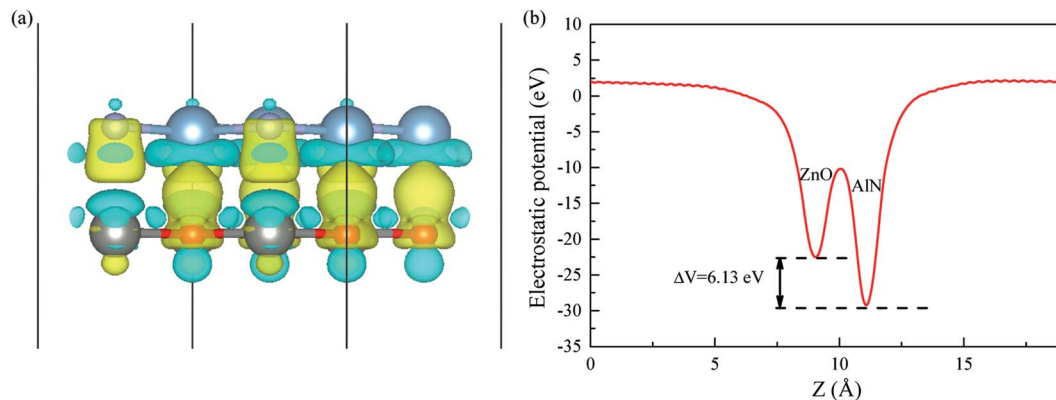 (a)
(b)
Electrostatic potential (eV)
10
5
0
-5
-10
-15
-20
-25
-30
-35
ZnO
AlN
ΔV=6.13 eV
0
5
10
15
Z (Å)